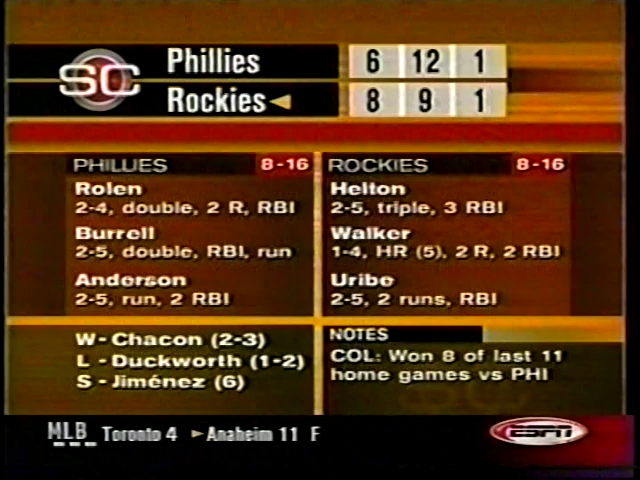 SC
Phillies 6 12 1
Rockies 8 9 1
PHILLIES 8-16
Rolen
2-4, double, 2 R, RBI
Burrell
2-5, double, RBI, run
Anderson
2-5, run, 2 RBI
ROCKIES 8-16
Helton
2-5, triple, 3 RBI
Walker
1-4, HR (5), 2 R, 2 RBI
Uribe
2-5, 2 runs, RBI
W - Chacon (2-3)
L - Duckworth (1-2)
S - Jiménez (6)
NOTES
COL: Won 8 of last 11
home games vs PHI
MLB Toronto 4 ►Anaheim 11 F
ESPN